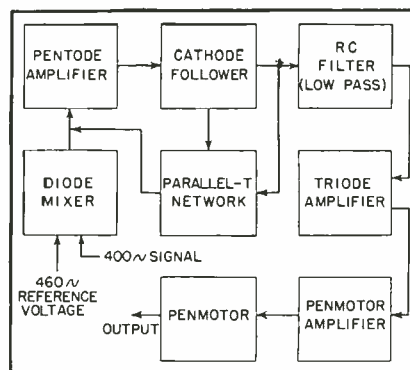 PENTODE
AMPLIFIER
CATHODE
FOLLOWER
RC
FILTER
(LOW PASS)
DIODE
MIXER
PARALLEL-T
NETWORK
TRIODE
AMPLIFIER
400~ SIGNAL
460~
REFERENCE
VOLTAGE
OUTPUT
PENMOTOR
PENMOTOR
AMPLIFIER